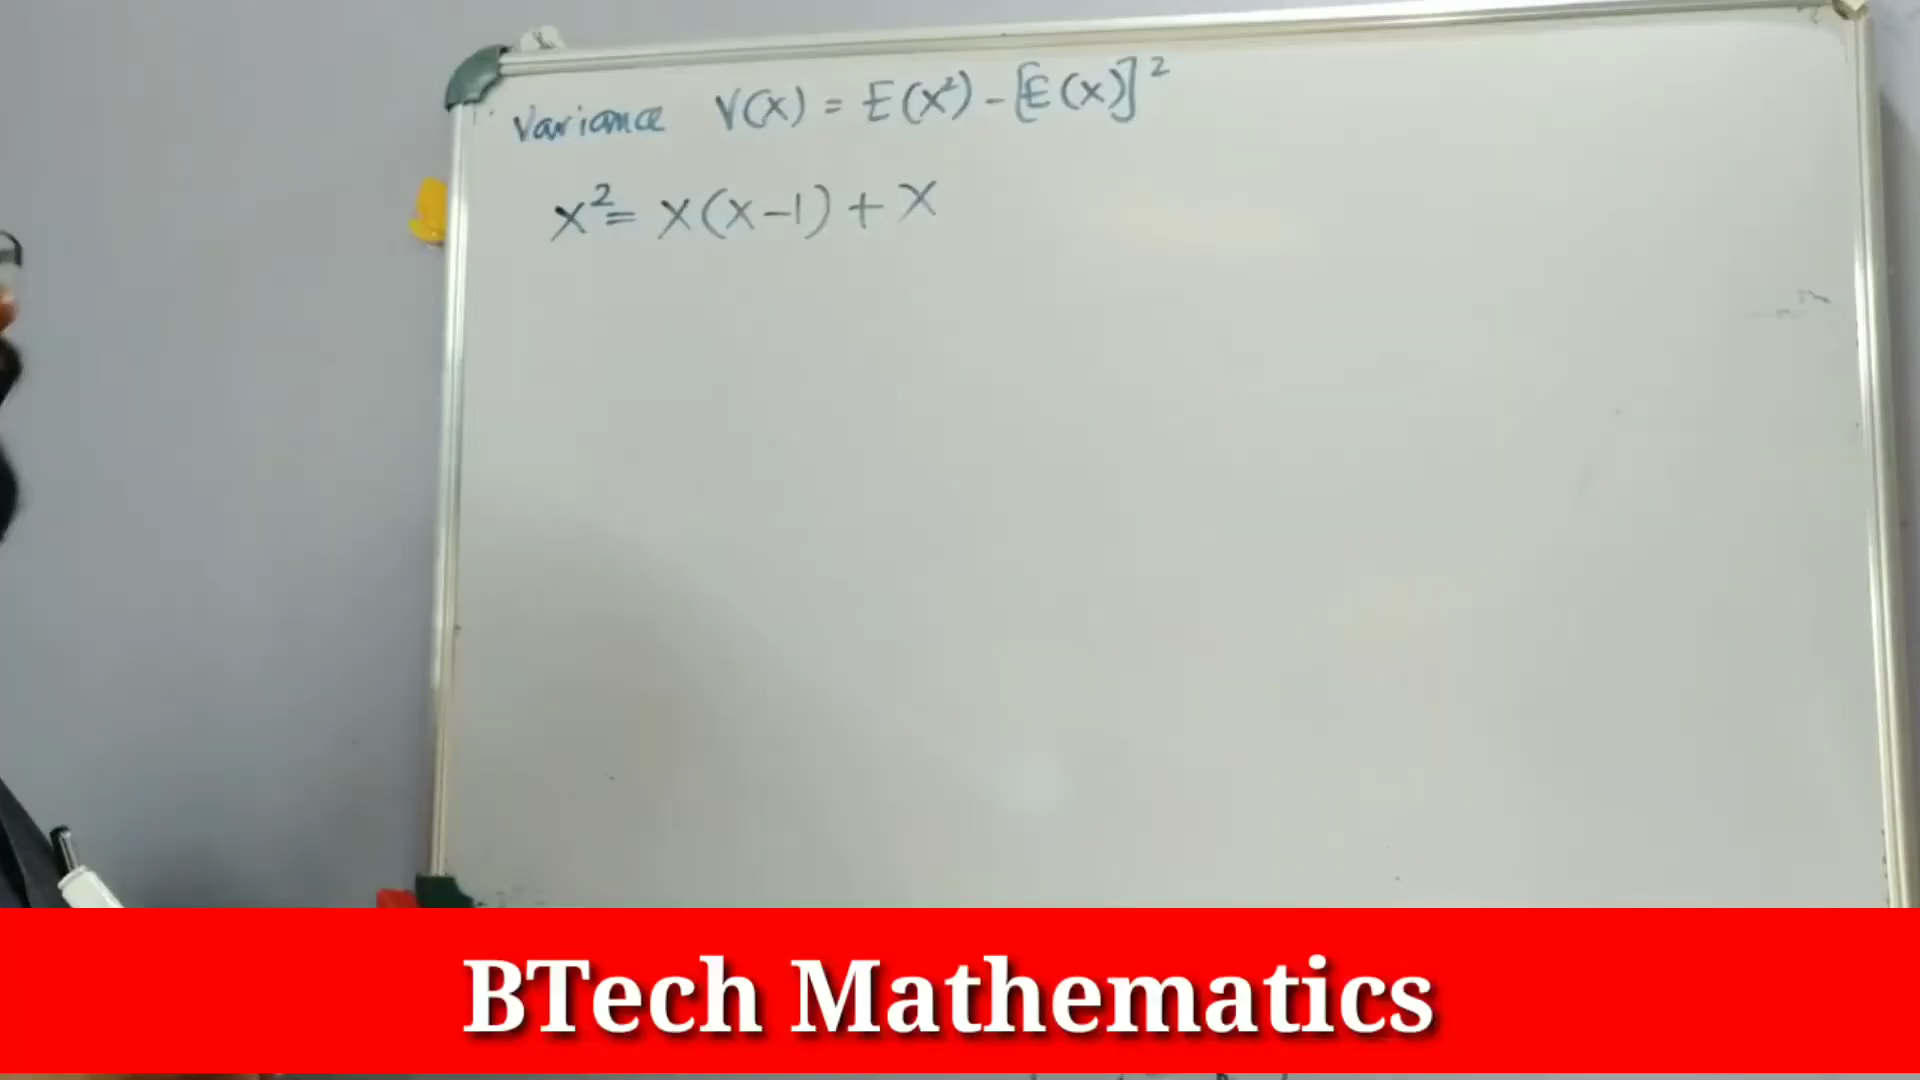 Variance V(X) = E(X²) - [E(X)]²
X² = X(X-1) + X
BTech Mathematics